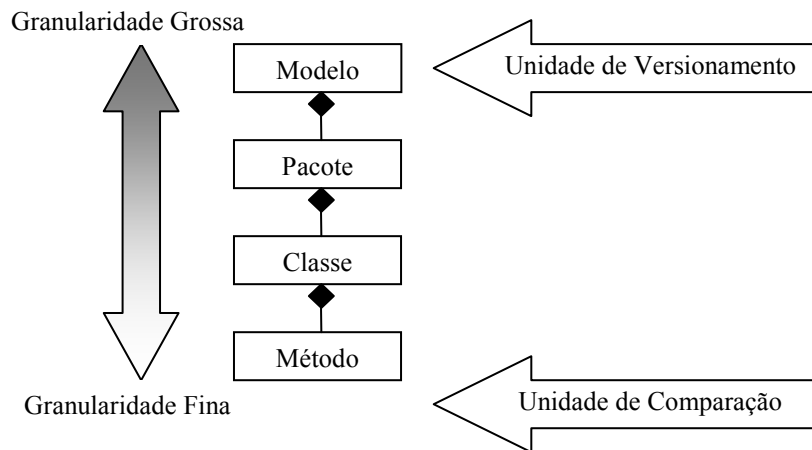 Granularidade Grossa
Modelo
Unidade de Versionamento
Pacote
Classe
Método
Granularidade Fina
Unidade de Comparação